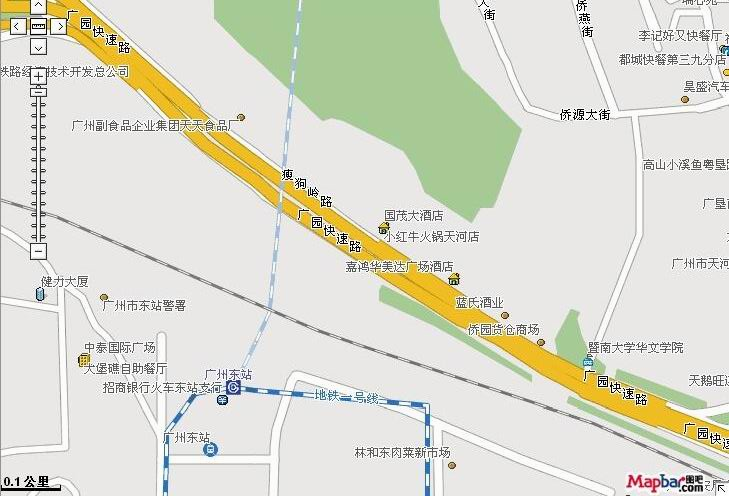 广园快速路
大街
侨燕街
李记好又快餐厅
都城快餐第三九分店
昊盛汽车
铁路经济技术开发总公司
侨源大街
广州副食品企业集团天天食品厂
高山小溪鱼粤垦
瘦狗岭路
广园快速路
国茂大酒店
小红牛火锅天河店
广垦
嘉鸿华美达广场酒店
广州市天河
健力大厦
广州市东站警署
蓝氏酒业
侨园货仓商场
中泰国际广场
大堡礁自助餐厅
暨南大学华文学院
广州东站
招商银行火车东站支行
地铁一号线
广园快速路
天鹅旺
广州东站
广园快
林和东肉菜新市场
0.1 公里
Mapbar图吧
.COM